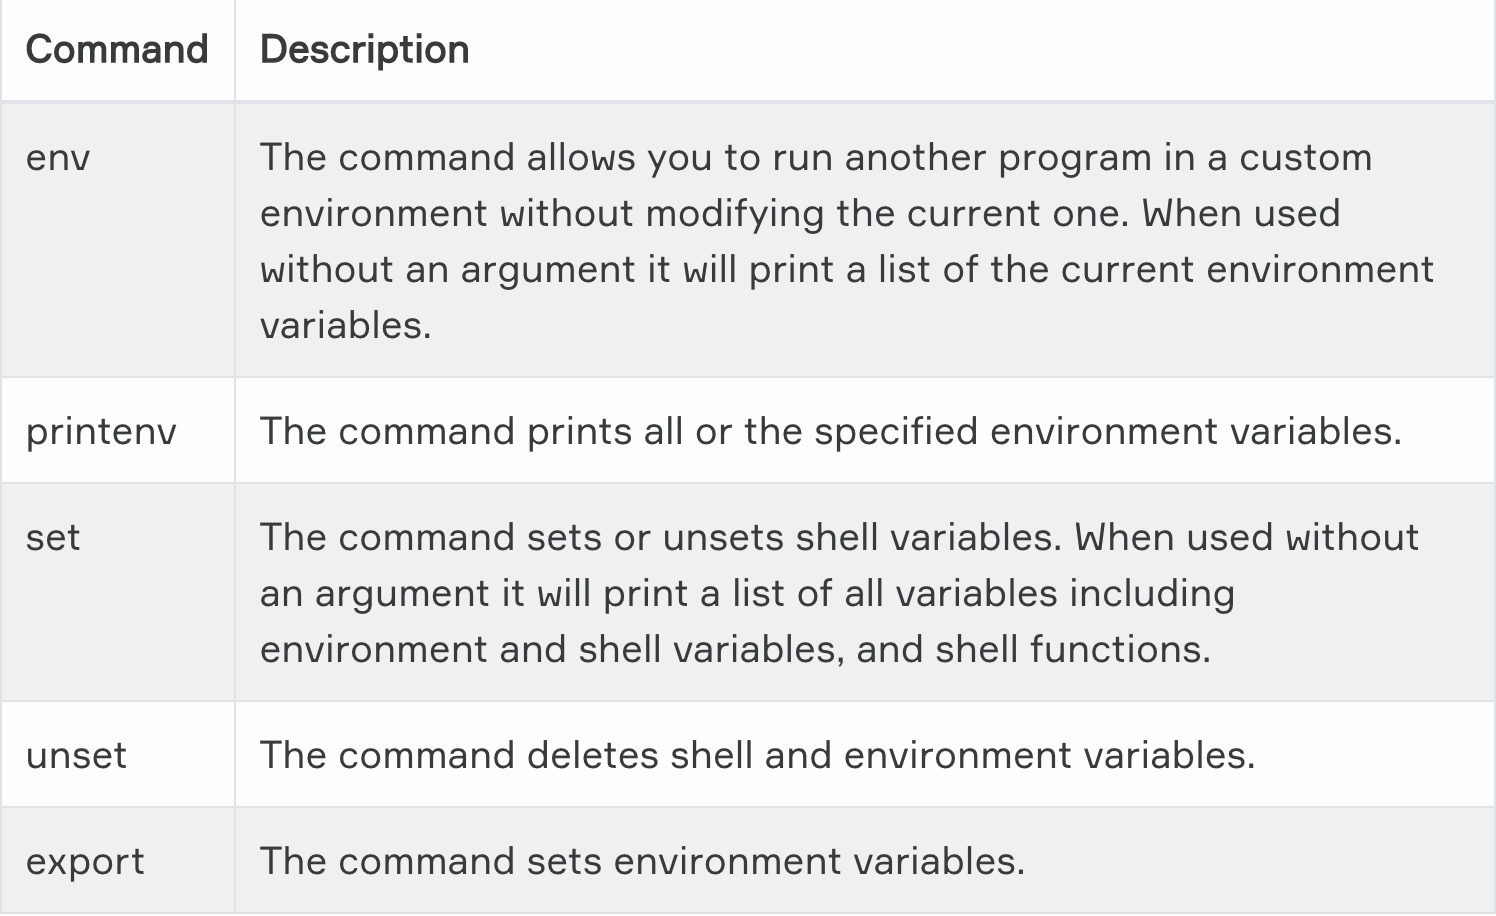 Command Description
env The command allows you to run another program in a custom
environment without modifying the current one. When used
without an argument it will print a list of the current environment
variables.
printenv The command prints all or the specified environment variables.
set The command sets or unsets shell variables. When used without
an argument it will print a list of all variables including
environment and shell variables, and shell functions.
unset The command deletes shell and environment variables.
export The command sets environment variables.